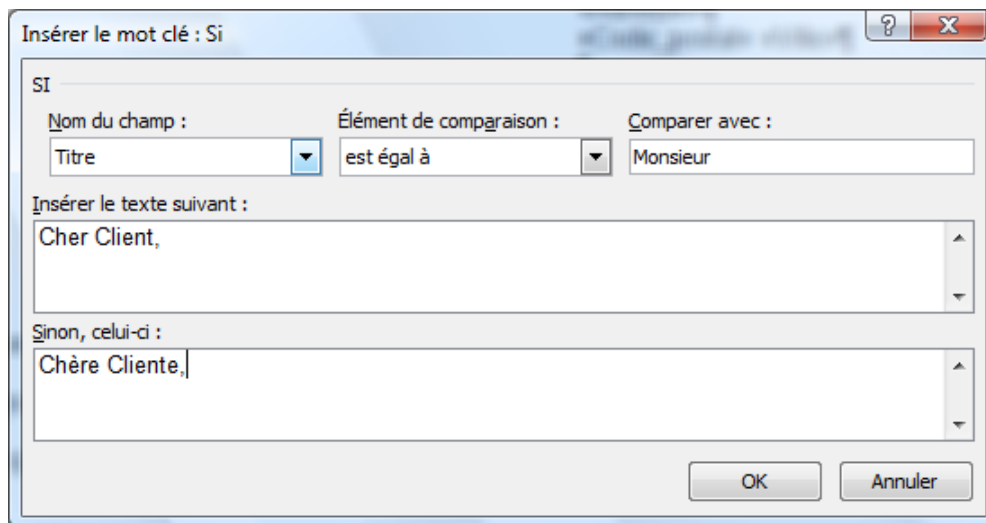 Insérer le mot clé : Si
SI
Nom du champ : Élément de comparaison : Comparer avec :
Titre est égal à Monsieur
Insérer le texte suivant :
Cher Client,
Sinon, celui-ci :
Chère Cliente,
OK Annuler